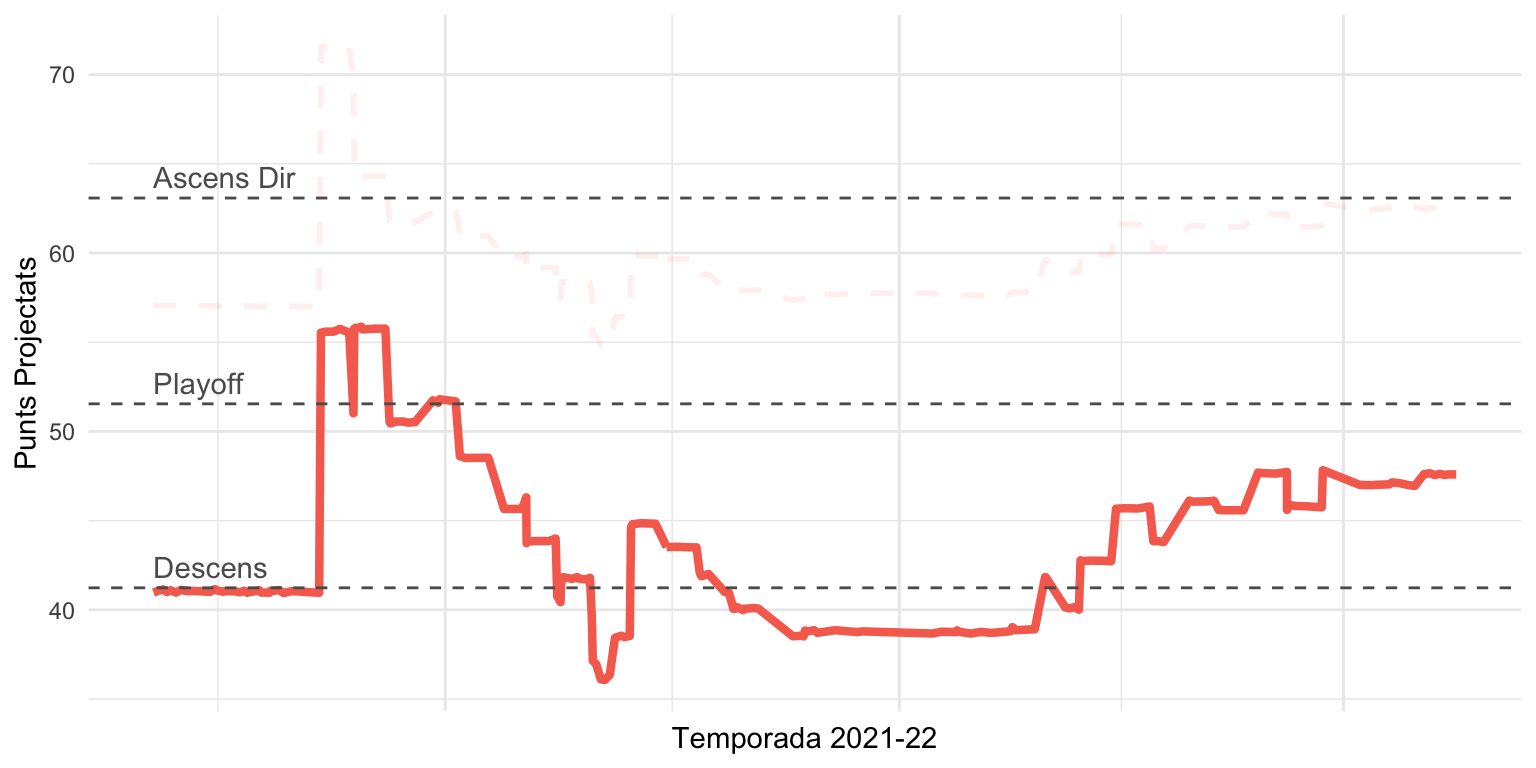 70
60
50
40
Punts Projectats
Ascens Dir
Playoff
Descens
Temporada 2021-22